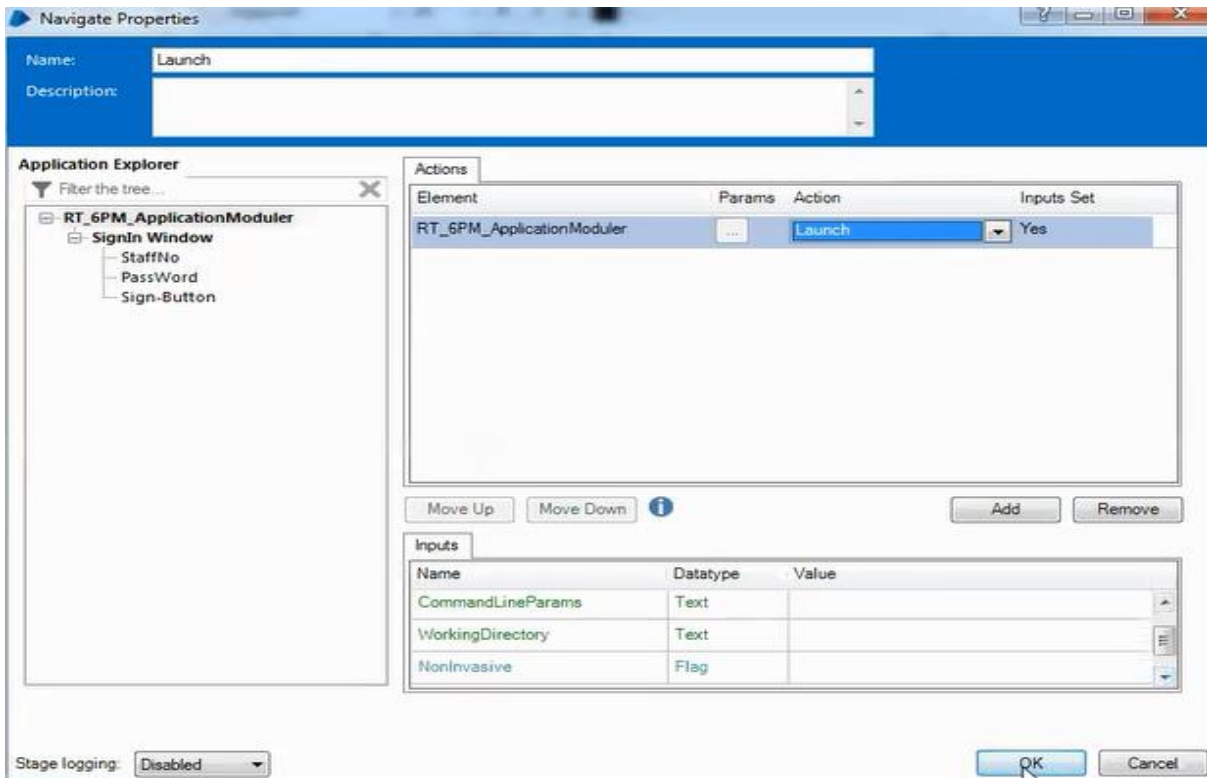 Navigate Properties
Name: Launch
Description:
Application Explorer
Filter the tree...
RT_6PM_ApplicationModuler
SignIn Window
StaffNo
PassWord
Sign-Button
Actions
Element Params Action Inputs Set
RT_6PM_ApplicationModuler ... Launch Yes
Move Up Move Down i Add Remove
Inputs
Name Datatype Value
CommandLineParams Text
WorkingDirectory Text
NonInvasive Flag
Stage logging: Disabled OK Cancel